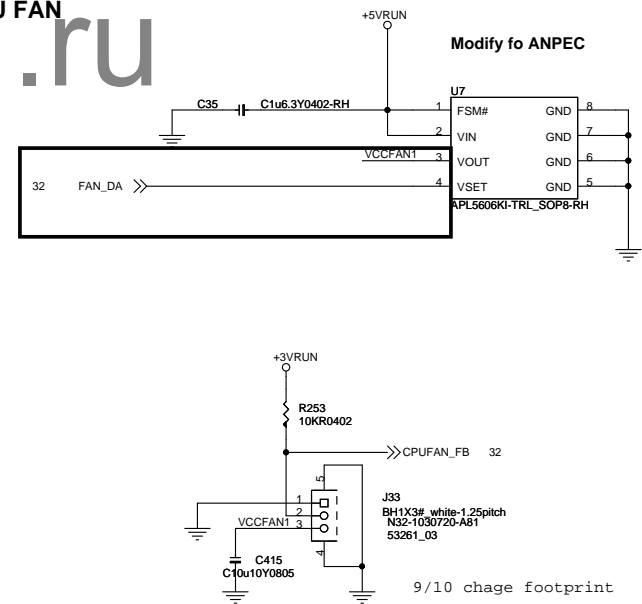 U FAN
.ru
+5VRUN
Modify fo ANPEC
U7
C35 C1u6.3Y0402-RH
1 FSM# GND 8
2 VIN GND 7
VCCFAN1 3 VOUT GND 6
32 FAN_DA 4 VSET GND 5
APL5606KI-TRL_SOP8-RH
+3VRUN
R253
10KR0402
CPUFAN_FB 32
5
J33
1
BH1X3#_white-1.25pitch
2
N32-1030720-A81
VCCFAN1 3
53261_03
4
C415
C10u10Y0805
9/10 chage footprint